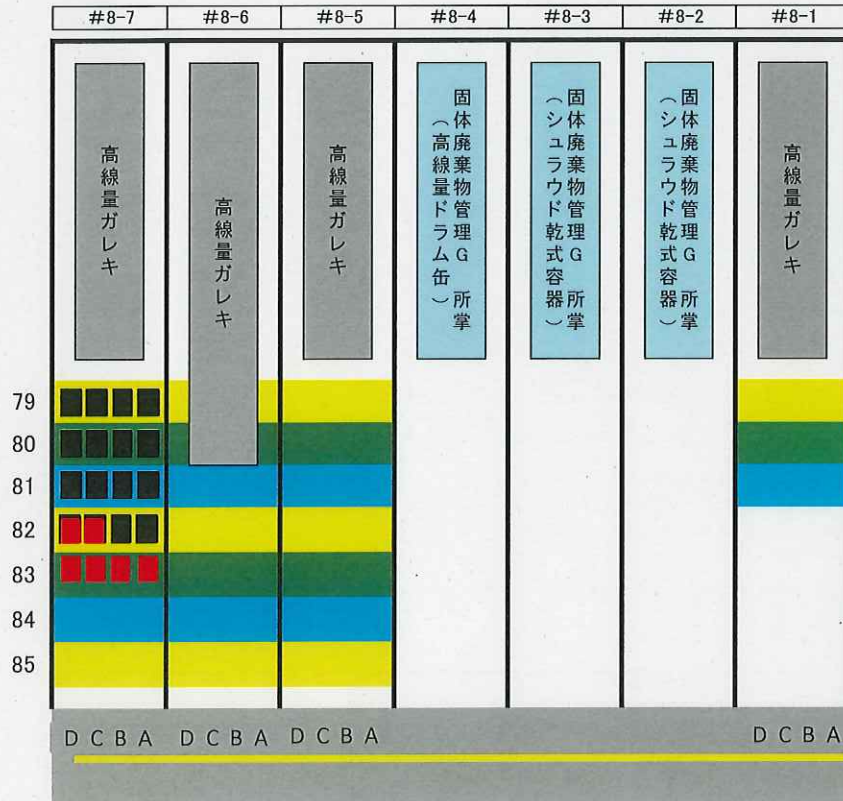 #8-7 #8-6 #8-5 #8-4 #8-3 #8-2 #8-1
高線量ガレキ
高線量ガレキ
高線量ガレキ
固体廃棄物管理G 所掌
（高線量ドラム缶）
固体廃棄物管理G 所掌
（シュラウド乾式容器）
固体廃棄物管理G 所掌
（シュラウド乾式容器）
高線量ガレキ
79
80
81
82
83
84
85
D C B A D C B A D C B A D C B A